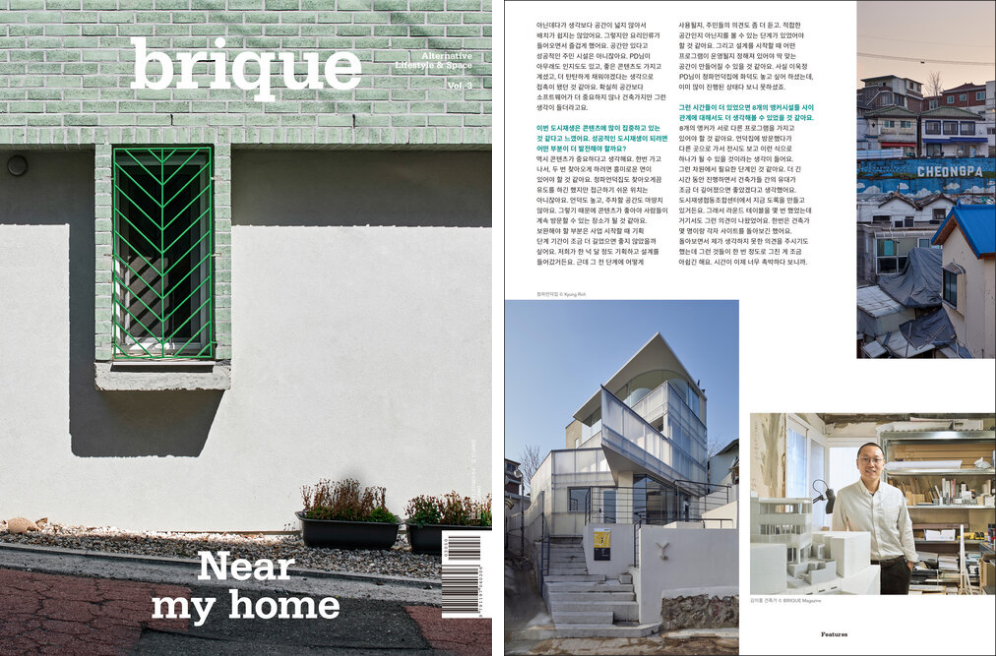 brique
Alternative
Lifestyle & Space
Vol. 3
Near
my home
아닌데다가 생각보다 공간이 넓지 않아서
배치가 쉽지는 않았어요. 그렇지만 요리인류가
들어오면서 즐겁게 했어요. 공간만 있다고
성공적인 주민 시설은 아니잖아요. PD님이
아무래도 인지도도 있고, 좋은 콘텐츠도 가지고
계셨고, 더 탄탄하게 채워야겠다는 생각으로
접촉이 됐던 것 같아요. 확실히 공간보다
소프트웨어가 더 중요하지 않나 건축가지만 그런
생각이 들더라고요.
이번 도시재생은 콘텐츠에 많이 집중하고 있는
것 같다고 느꼈어요. 성공적인 도시재생이 되려면
어떤 부분이 더 발전해야 할까요?
역시 콘텐츠가 중요하다고 생각해요. 한번 가고
나서, 두 번 찾아오게 하려면 흥미로운 면이
있어야 할 것 같아요. 청파언덕집도 찾아오게끔
유도를 하긴 했지만 접근하기 쉬운 위치는
아니잖아요. 언덕도 높고, 주차할 공간도 마땅치
않아요. 그렇기 때문에 콘텐츠가 좋아야 사람들이
계속 방문할 수 있는 장소가 될 것 같아요.
보완해야 할 부분은 사업 시작할 때 기획
단계 기간이 조금 더 길었으면 좋지 않았을까
싶어요. 저희가 한 넉 달 정도 기획하고 설계를
들어갔거든요. 근데 그 전 단계에 어떻게
사용될지, 주민들의 의견도 좀 더 듣고, 적합한
공간인지 아닌지를 볼 수 있는 단계가 있었어야
할 것 같아요. 그리고 설계를 시작할 때 어떤
프로그램이 운영될지 정해져 있어야 딱 맞는
공간이 만들어질 수 있을 것 같아요. 사실 이욱정
PD님이 청파언덕집에 화덕도 놓고 싶어 하셨는데,
이미 많이 진행된 상태다 보니 못하셨죠.
그런 시간들이 더 있었으면 8개의 앵커시설들 사이
관계에 대해서도 더 생각해볼 수 있었을 것 같아요.
8개의 앵커가 서로 다른 프로그램을 가지고
있어야 할 것 같아요. 언덕집에 방문했다가
다른 곳으로 가서 전시도 보고 이런 식으로
하나가 될 수 있을 것이라는 생각이 들어요.
그런 차원에서 필요한 단계인 것 같아요. 더 긴
시간 동안 진행하면서 건축가들 간의 유대가
조금 더 깊어졌으면 좋았겠다고 생각했어요.
도시재생협동조합센터에서 지금 도록을 만들고
있거든요. 그래서 라운드 테이블을 몇 번 했었는데
거기서도 그런 의견이 나왔었어요. 한번은 건축가
몇 명이랑 각자 사이트를 돌아보긴 했어요.
돌아보면서 제가 생각하지 못한 의견을 주시기도
했는데 그런 것들이 한 번 정도로 그친 게 조금
아쉽긴 해요. 시간이 이제 너무 촉박하다 보니까,
청파언덕집 © Kyung Roh
CHEONGPA
© BRIQUE Magazine
Features